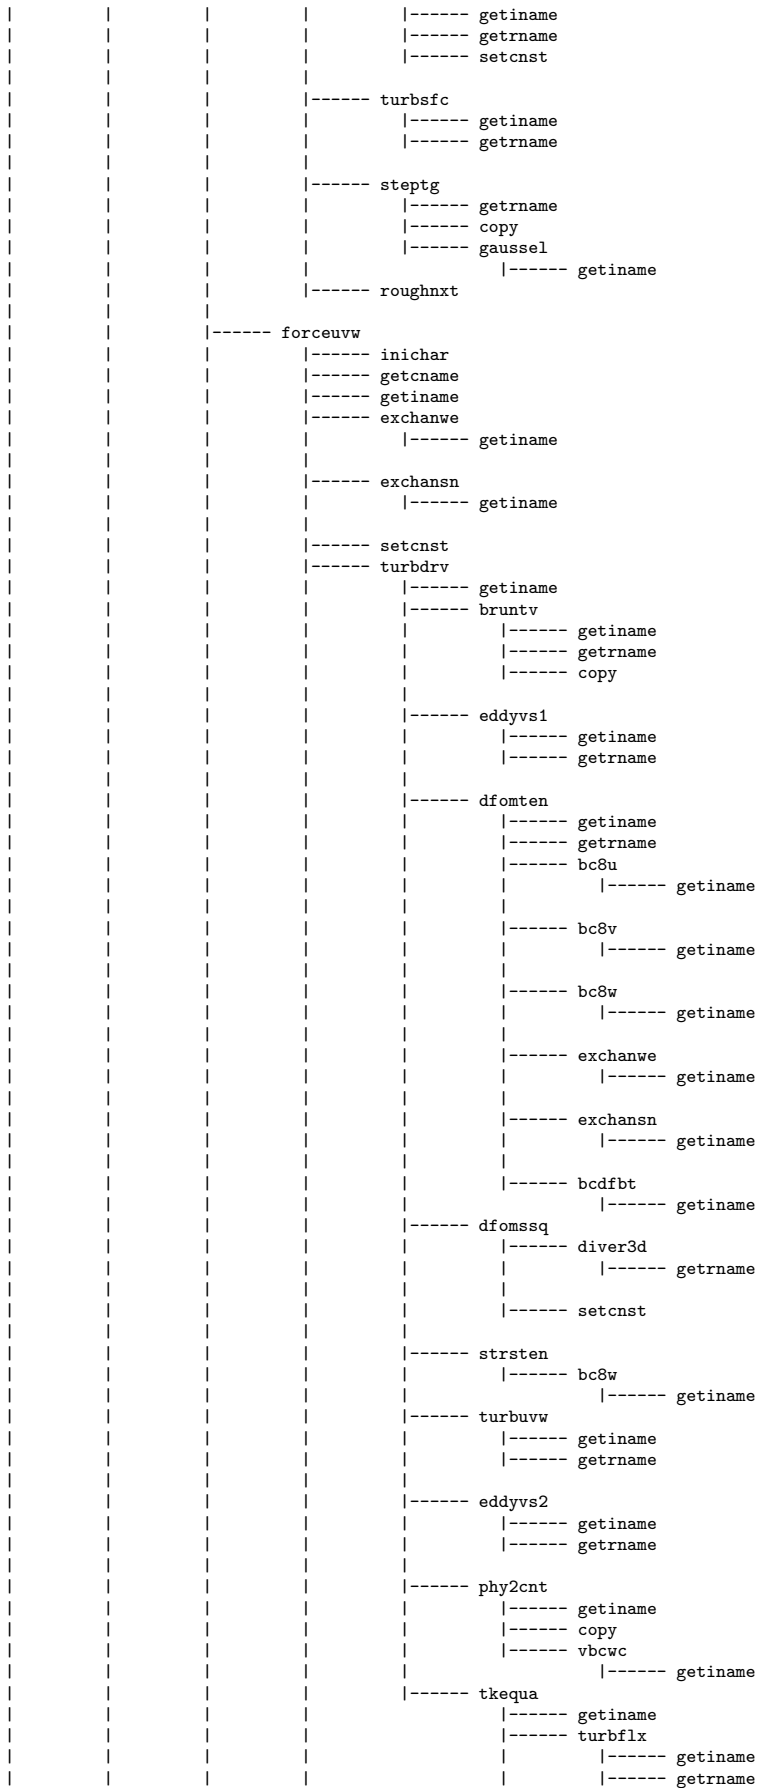 |           |           |           |           |------ getiname
|           |           |           |           |------ getrname
|           |           |           |           |------ setcnst
|           |           |           |
|           |           |           |------ turbsfc
|           |           |           |           |------ getiname
|           |           |           |           |------ getrname
|           |           |           |
|           |           |           |------ steptg
|           |           |           |           |------ getrname
|           |           |           |           |------ copy
|           |           |           |           |------ gaussel
|           |           |           |                       |------ getiname
|           |           |           |------ roughnxt
|           |           |
|           |           |------ forceuvw
|           |           |           |------ inichar
|           |           |           |------ getcname
|           |           |           |------ getiname
|           |           |           |------ exchanwe
|           |           |           |           |------ getiname
|           |           |           |
|           |           |           |------ exchansn
|           |           |           |           |------ getiname
|           |           |           |
|           |           |           |------ setcnst
|           |           |           |------ turbdrv
|           |           |           |           |------ getiname
|           |           |           |           |------ bruntv
|           |           |           |           |           |------ getiname
|           |           |           |           |           |------ getrname
|           |           |           |           |           |------ copy
|           |           |           |           |
|           |           |           |           |------ eddyvs1
|           |           |           |           |           |------ getiname
|           |           |           |           |           |------ getrname
|           |           |           |           |
|           |           |           |           |------ dfomten
|           |           |           |           |           |------ getiname
|           |           |           |           |           |------ getrname
|           |           |           |           |           |------ bc8u
|           |           |           |           |           |           |------ getiname
|           |           |           |           |           |
|           |           |           |           |           |------ bc8v
|           |           |           |           |           |           |------ getiname
|           |           |           |           |           |
|           |           |           |           |           |------ bc8w
|           |           |           |           |           |           |------ getiname
|           |           |           |           |           |
|           |           |           |           |           |------ exchanwe
|           |           |           |           |           |           |------ getiname
|           |           |           |           |           |
|           |           |           |           |           |------ exchansn
|           |           |           |           |           |           |------ getiname
|           |           |           |           |           |
|           |           |           |           |           |------ bcdfbt
|           |           |           |           |                       |------ getiname
|           |           |           |           |------ dfomssq
|           |           |           |           |           |------ diver3d
|           |           |           |           |           |           |------ getrname
|           |           |           |           |           |
|           |           |           |           |           |------ setcnst
|           |           |           |           |
|           |           |           |           |------ strsten
|           |           |           |           |           |------ bc8w
|           |           |           |           |                       |------ getiname
|           |           |           |           |------ turbuvw
|           |           |           |           |           |------ getiname
|           |           |           |           |           |------ getrname
|           |           |           |           |
|           |           |           |           |------ eddyvs2
|           |           |           |           |           |------ getiname
|           |           |           |           |           |------ getrname
|           |           |           |           |
|           |           |           |           |------ phy2cnt
|           |           |           |           |           |------ getiname
|           |           |           |           |           |------ copy
|           |           |           |           |           |------ vbcwc
|           |           |           |           |                       |------ getiname
|           |           |           |           |------ tkequa
|           |           |           |                       |------ getiname
|           |           |           |                       |------ turbflx
|           |           |           |                       |           |------ getiname
|           |           |           |                       |           |------ getrname